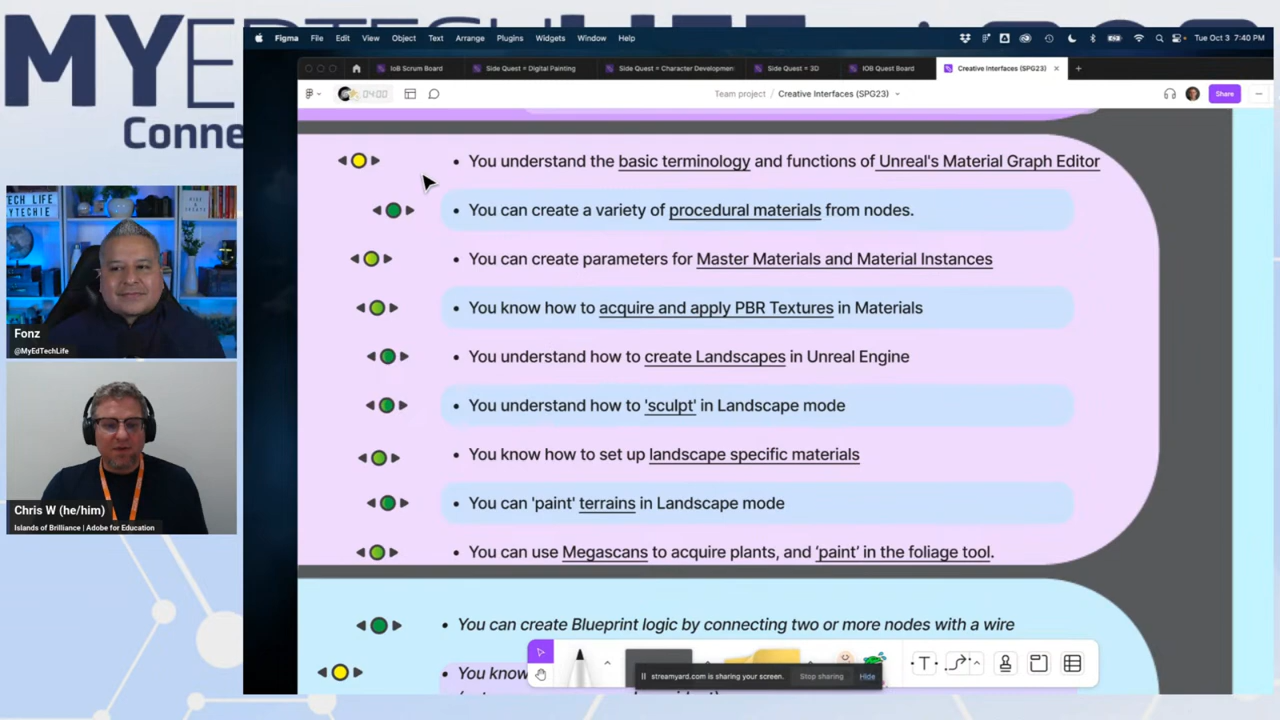 MYEDTECHLIFE
Conne
Figma File Edit View Object Text Arrange Plugins Widgets Window Help
Tue Oct 3 7:40 PM
IoB Scrum Board
Side Quest = Digital Painting
Side Quest = Character Developmen
Side Quest = 3D
IOB Quest Board
Creative Interfaces (SPG23)
04:00
Team project / Creative Interfaces (SPG23)
Share
• You understand the basic terminology and functions of Unreal's Material Graph Editor
• You can create a variety of procedural materials from nodes.
• You can create parameters for Master Materials and Material Instances
• You know how to acquire and apply PBR Textures in Materials
• You understand how to create Landscapes in Unreal Engine
• You understand how to 'sculpt' in Landscape mode
• You know how to set up landscape specific materials
• You can 'paint' terrains in Landscape mode
• You can use Megascans to acquire plants, and 'paint' in the foliage tool.
• You can create Blueprint logic by connecting two or more nodes with a wire
• You know
streamyard.com is sharing your screen.
Stop sharing
Hide
TECH LIFE
YTECHIE
Fonz
@MyEdTechLife
Chris W (he/him)
Islands of Brilliance | Adobe for Education